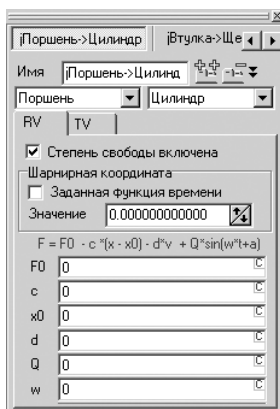 jПоршень->Цилиндр jВтулка->Ще
Имя jПоршень->Цилинд
Поршень Цилиндр
RV TV
Степень свободы включена
Шарнирная координата
Заданная функция времени
Значение 0.000000000000
F = F0 - c *(x - x0) - d*v + Q*sin(w*t+a)
F0 0 C
c 0 C
x0 0 C
d 0 C
Q 0 C
w 0 C